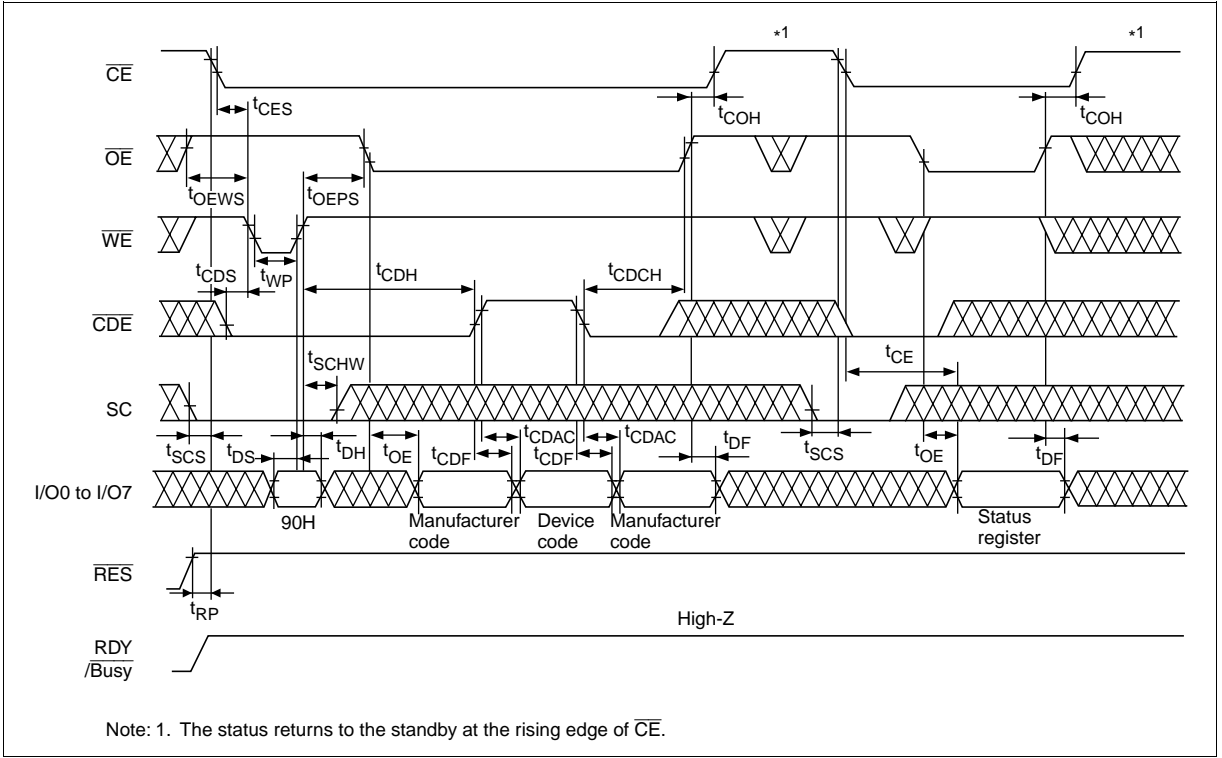 *1 *1
CE
tCES tCOH tCOH
OE
tOEWS tOEPS
WE
tCDS tWP tCDH tCDCH
CDE
tSCHW tCE
SC
tSCS tDS tDH tOE tCDAC tCDAC tDF tSCS tOE tDF
tCDF tCDF
I/O0 to I/O7
90H Manufacturer code Device code Manufacturer code Status register
RES
tRP
High-Z
RDY
/Busy
Note: 1. The status returns to the standby at the rising edge of CE.